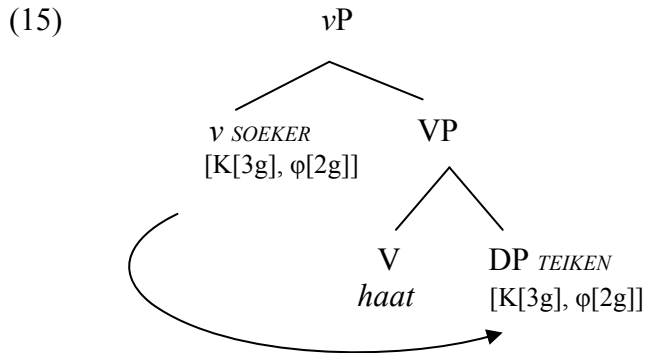 (15) vP
v SOEKER VP
[K[3g], φ[2g]]
V DP TEIKEN
haat [K[3g], φ[2g]]